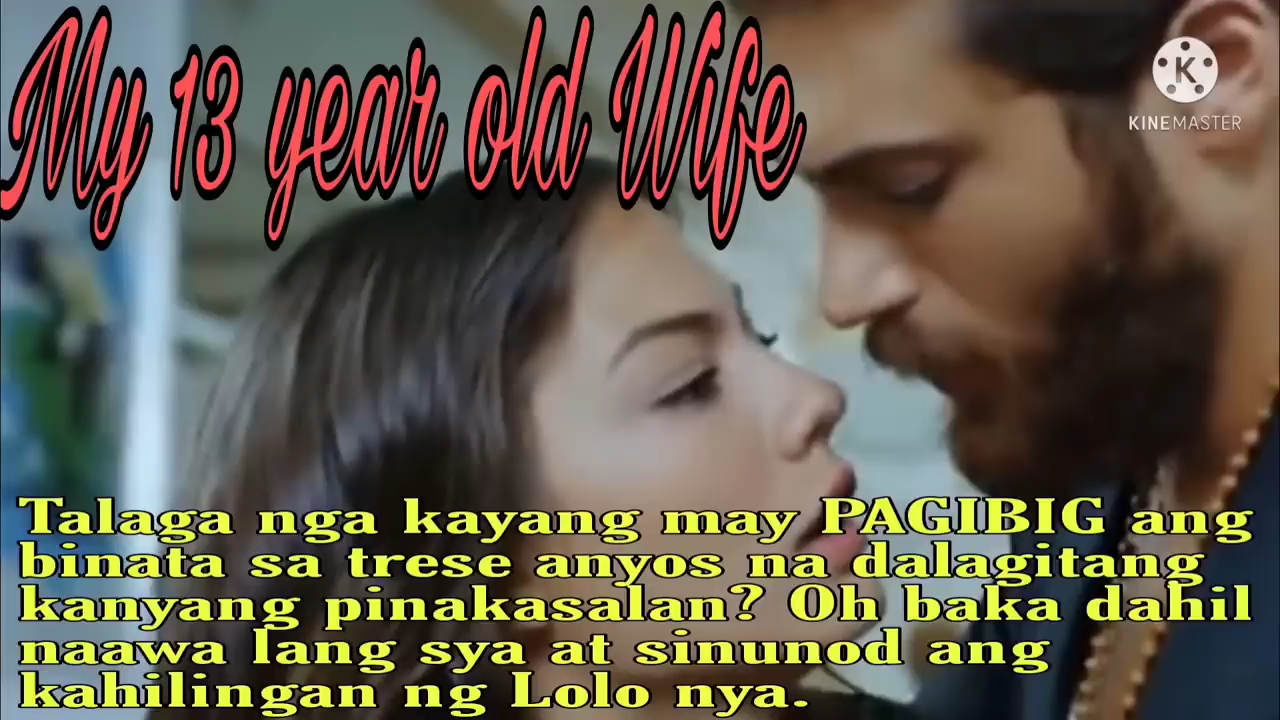 My 13 year old Wife
KINEMASTER
Talaga nga kayang may PAGIBIG ang
binata sa trese anyos na dalagitang
kanyang pinakasalan? Oh baka dahil
naawa lang sya at sinunod ang
kahilingan ng Lolo nya.